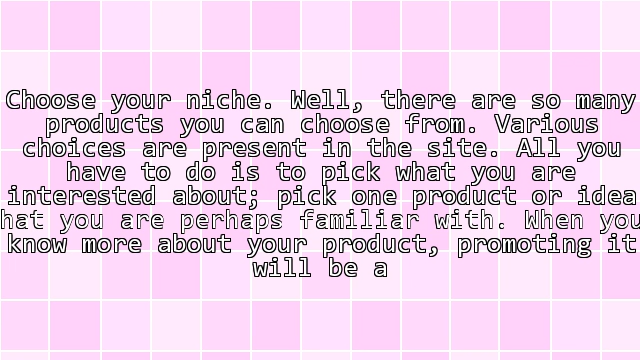 Choose your niche. Well, there are so many
products you can choose from. Various
choices are present in the site. All you
have to do is to pick what you are
interested about; pick one product or idea
hat you are perhaps familiar with. When you
know more about your product, promoting it
will be a